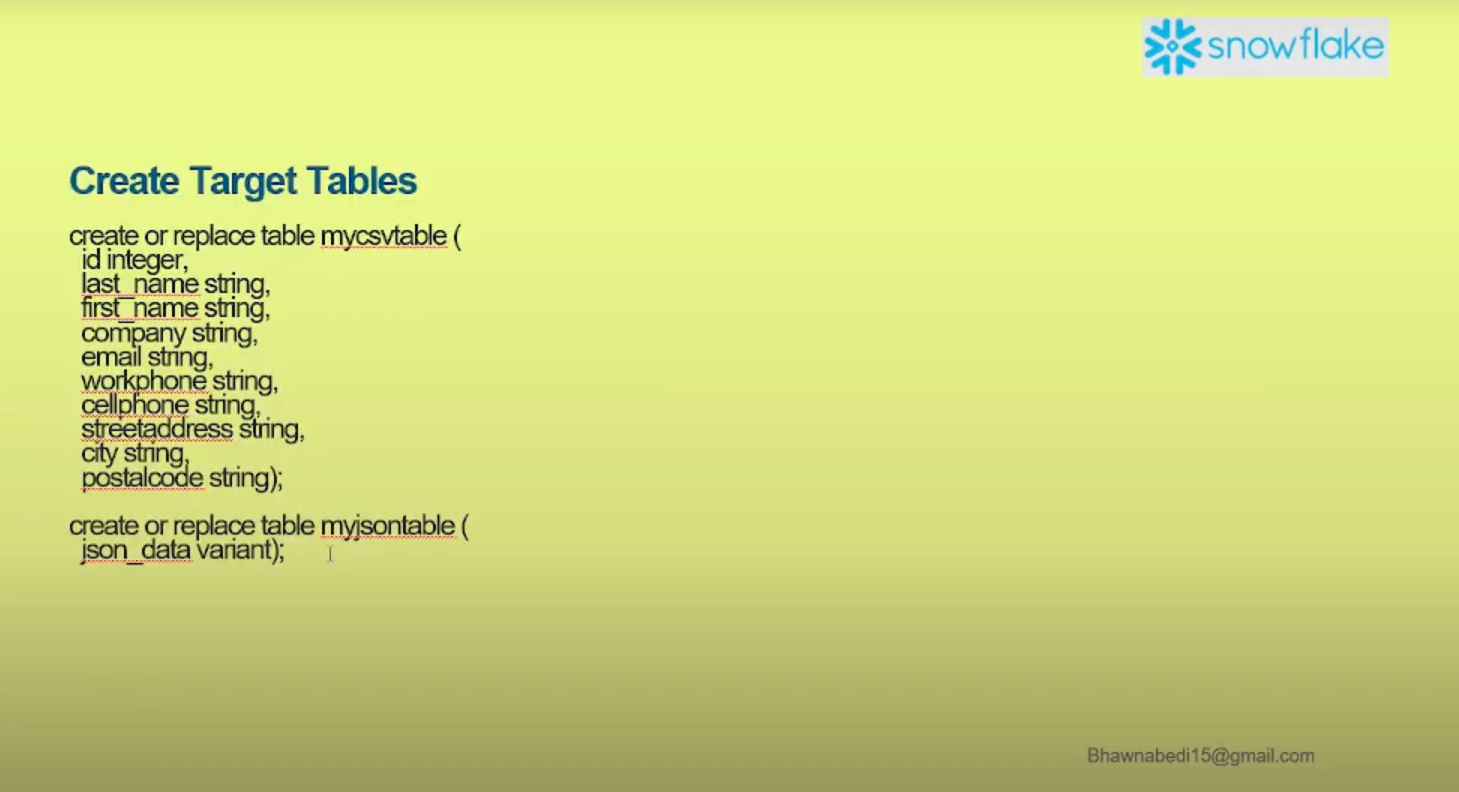 snowflake
Create Target Tables
create or replace table mycsvtable (
id integer,
last_name string,
first_name string,
company string,
email string,
workphone string,
cellphone string,
streetaddress string,
city string,
postalcode string);
create or replace table myjsontable (
json_data variant);
Bhawnabedi15@gmail.com